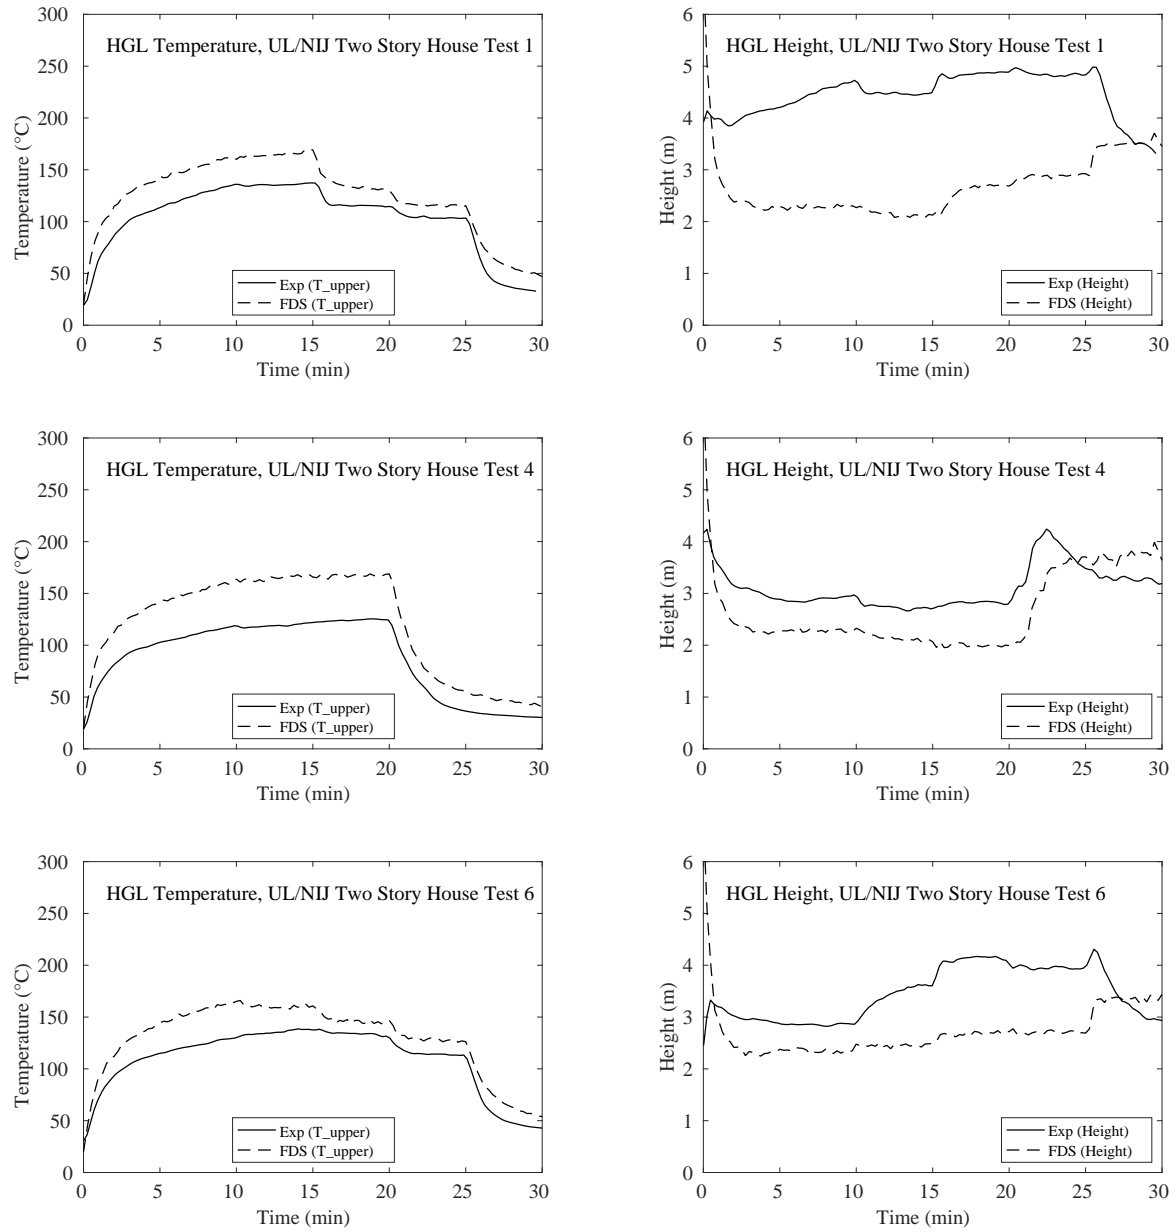 HGL Temperature, UL/NIJ Two Story House Test 1
300
250
200
150
100
50
0
Temperature (°C)
Exp (T_upper)
FDS (T_upper)
0 5 10 15 20 25 30
Time (min)
HGL Height, UL/NIJ Two Story House Test 1
6
5
4
3
2
1
0
Height (m)
Exp (Height)
FDS (Height)
0 5 10 15 20 25 30
Time (min)
HGL Temperature, UL/NIJ Two Story House Test 4
300
250
200
150
100
50
0
Temperature (°C)
Exp (T_upper)
FDS (T_upper)
0 5 10 15 20 25 30
Time (min)
HGL Height, UL/NIJ Two Story House Test 4
6
5
4
3
2
1
0
Height (m)
Exp (Height)
FDS (Height)
0 5 10 15 20 25 30
Time (min)
HGL Temperature, UL/NIJ Two Story House Test 6
300
250
200
150
100
50
0
Temperature (°C)
Exp (T_upper)
FDS (T_upper)
0 5 10 15 20 25 30
Time (min)
HGL Height, UL/NIJ Two Story House Test 6
6
5
4
3
2
1
0
Height (m)
Exp (Height)
FDS (Height)
0 5 10 15 20 25 30
Time (min)